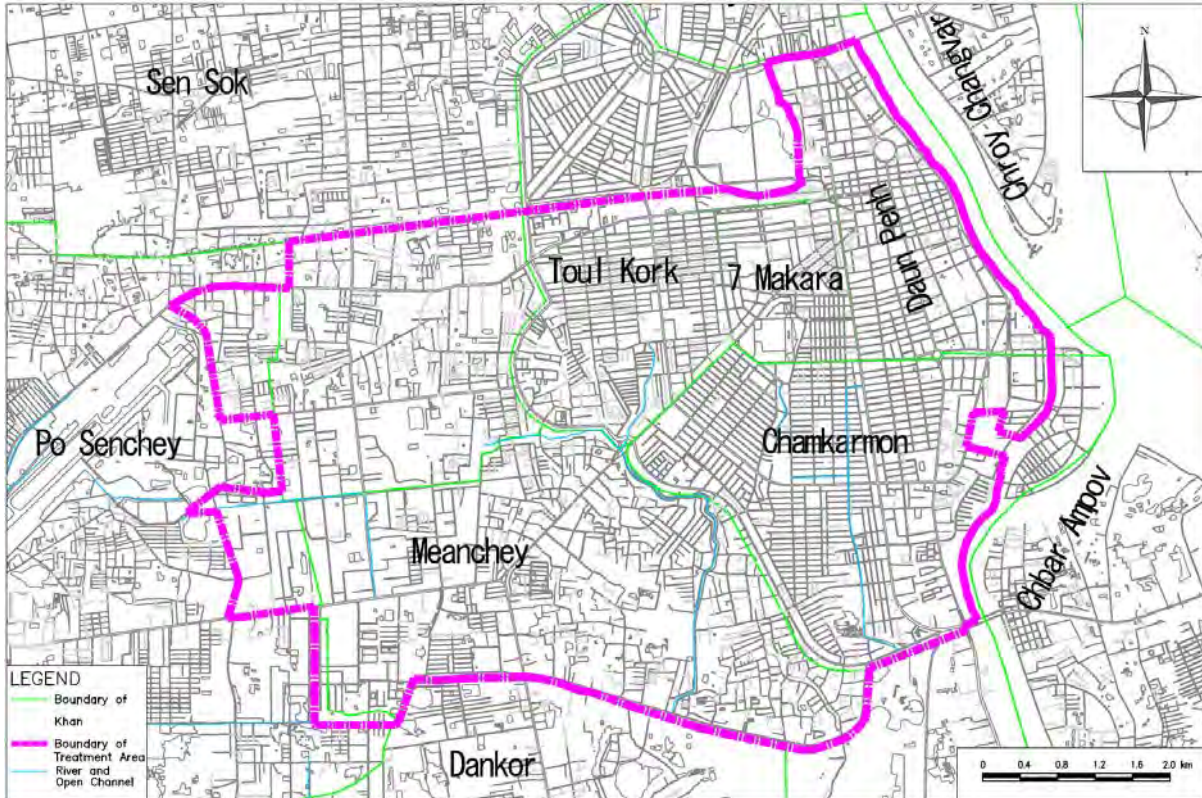 N
Sen Sok
Chroy Changvar
Daun Penh
Toul Kork
7 Makara
Po Senchey
Chamkarmon
Meanchey
Chbar Ampov
Dankor
LEGEND
Boundary of
Khan
Boundary of
Treatment Area
River and
Open Channel
0 0.4 0.8 1.2 1.6 2.0 km